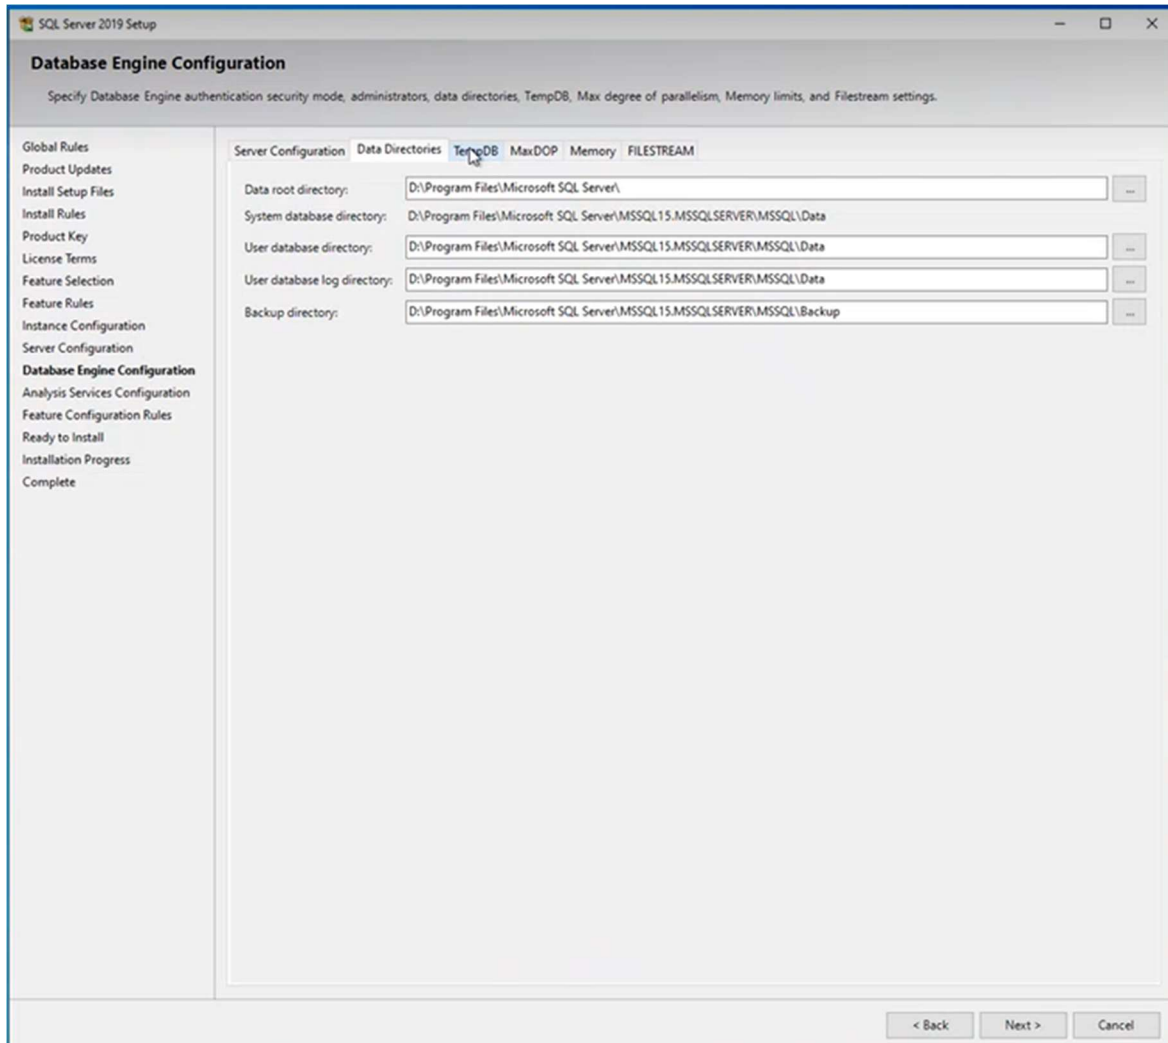 SQL Server 2019 Setup
Database Engine Configuration
Specify Database Engine authentication security mode, administrators, data directories, TempDB, Max degree of parallelism, Memory limits, and Filestream settings.
Global Rules
Product Updates
Install Setup Files
Install Rules
Product Key
License Terms
Feature Selection
Feature Rules
Instance Configuration
Server Configuration
Database Engine Configuration
Analysis Services Configuration
Feature Configuration Rules
Ready to Install
Installation Progress
Complete
Server Configuration Data Directories TempDB MaxDOP Memory FILESTREAM
Data root directory: D:\Program Files\Microsoft SQL Server\ ...
System database directory: D:\Program Files\Microsoft SQL Server\MSSQL15.MSSQLSERVER\MSSQL\Data
User database directory: D:\Program Files\Microsoft SQL Server\MSSQL15.MSSQLSERVER\MSSQL\Data ...
User database log directory: D:\Program Files\Microsoft SQL Server\MSSQL15.MSSQLSERVER\MSSQL\Data ...
Backup directory: D:\Program Files\Microsoft SQL Server\MSSQL15.MSSQLSERVER\MSSQL\Backup ...
< Back Next > Cancel